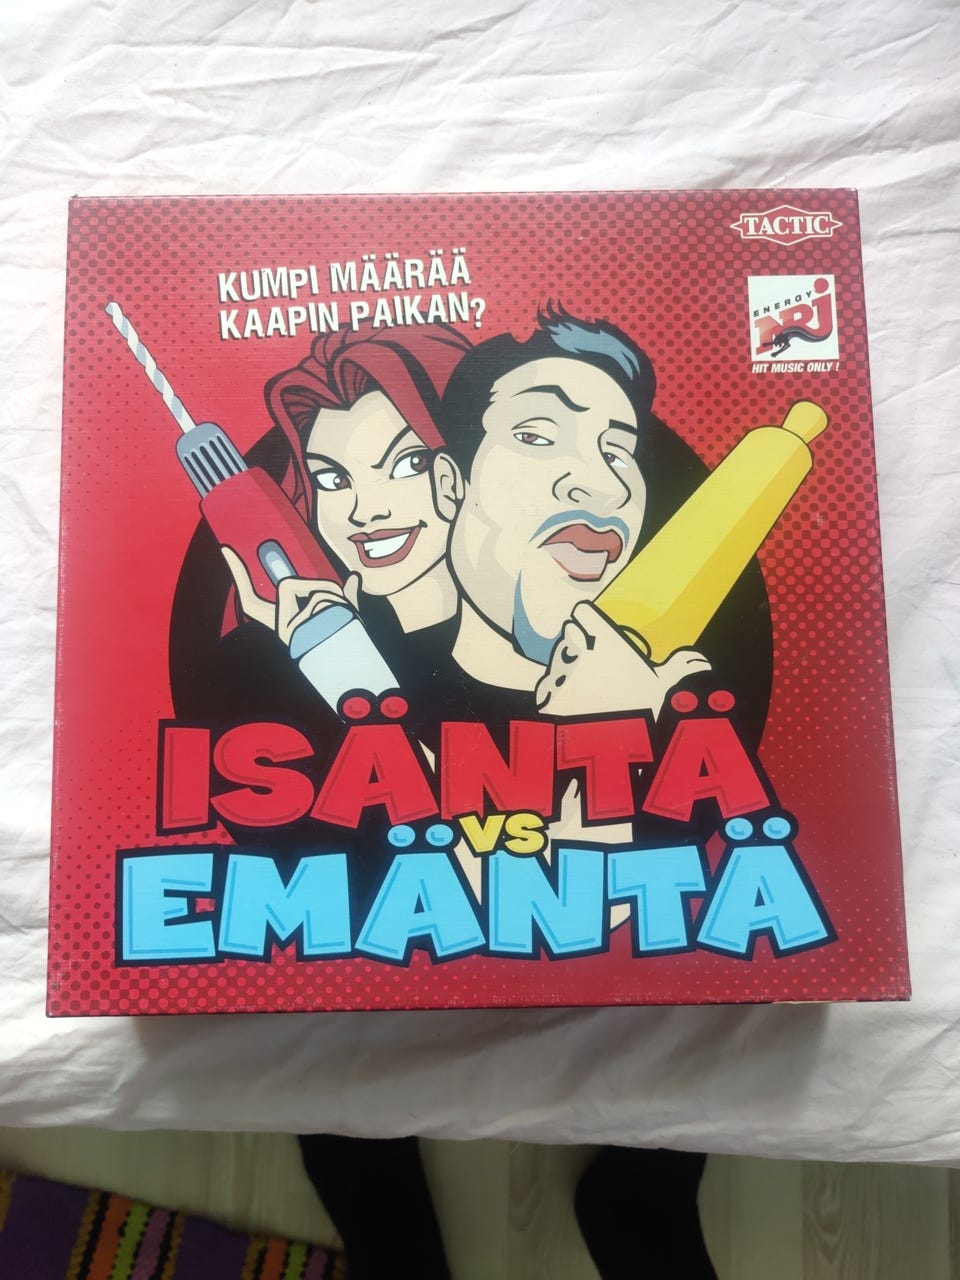 TACTIC
KUMPI MÄÄRÄÄ
KAAPIN PAIKAN?
ENERGY
NRJ
HIT MUSIC ONLY!
ISÄNTÄ
VS
EMÄNTÄ